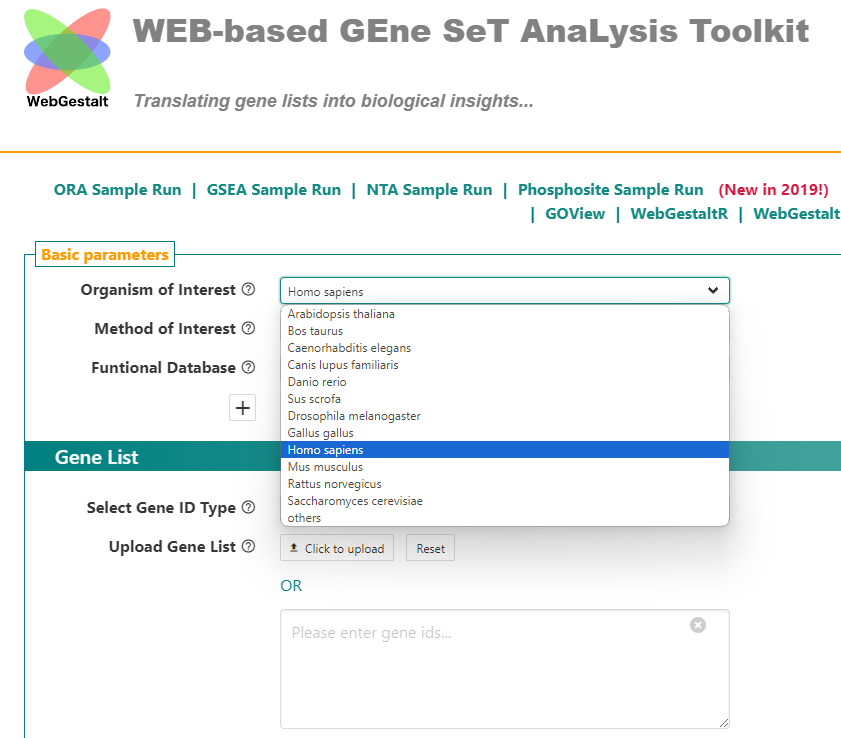 WEB-based GEne SeT AnaLysis Toolkit
WebGestalt
Translating gene lists into biological insights...
ORA Sample Run | GSEA Sample Run | NTA Sample Run | Phosphosite Sample Run (New in 2019!)
| GOView | WebGestaltR | WebGestalt
Basic parameters
Organism of Interest ?
Homo sapiens
Arabidopsis thaliana
Bos taurus
Caenorhabditis elegans
Canis lupus familiaris
Danio rerio
Sus scrofa
Drosophila melanogaster
Gallus gallus
Homo sapiens
Mus musculus
Rattus norvegicus
Saccharomyces cerevisiae
others
Method of Interest ?
Funtional Database ?
+
Gene List
Select Gene ID Type ?
Upload Gene List ? Click to upload Reset
OR
Please enter gene ids...